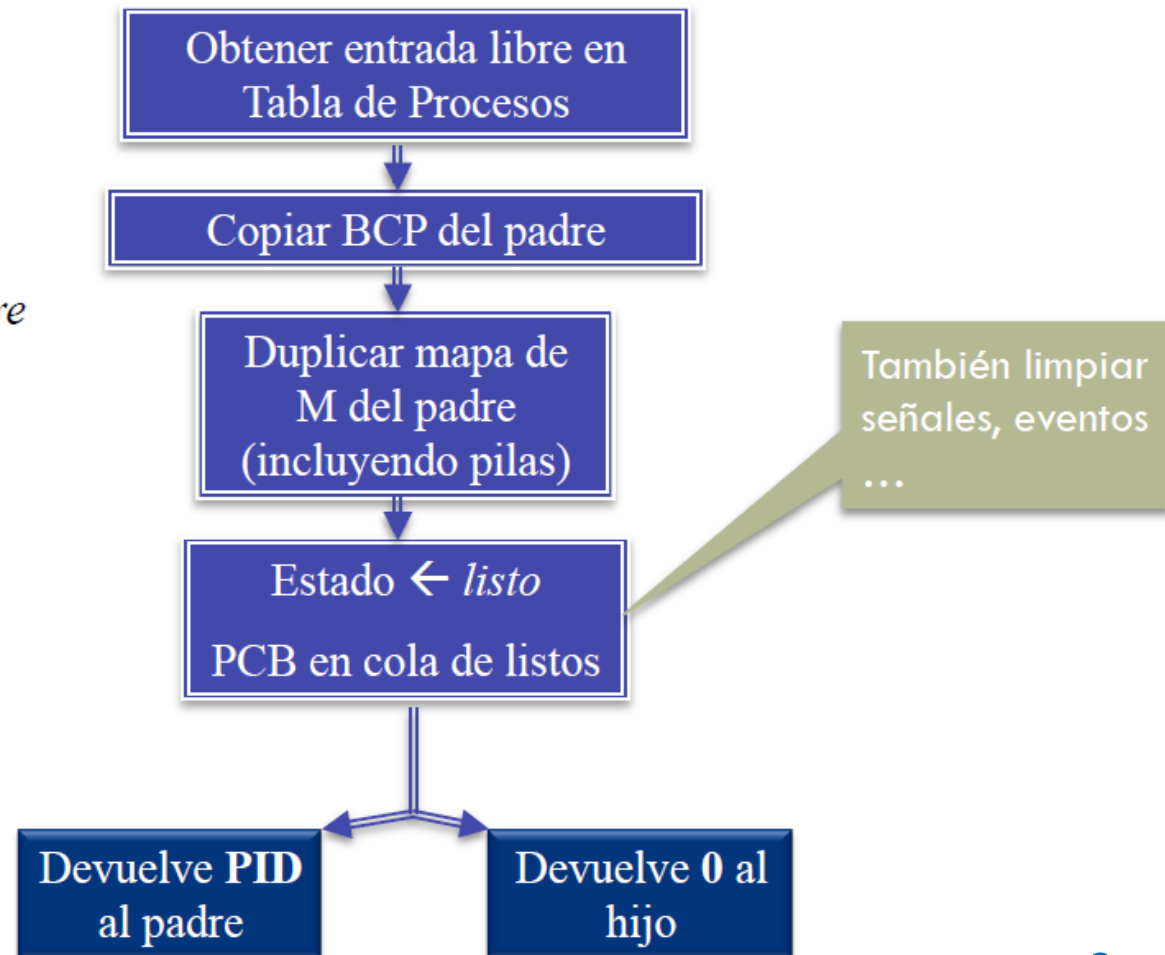 Obtener entrada libre en
Tabla de Procesos
Copiar BCP del padre
Duplicar mapa de
M del padre
(incluyendo pilas)
También limpiar
señales, eventos
…
Estado ← listo
PCB en cola de listos
Devuelve PID
al padre
Devuelve 0 al
hijo